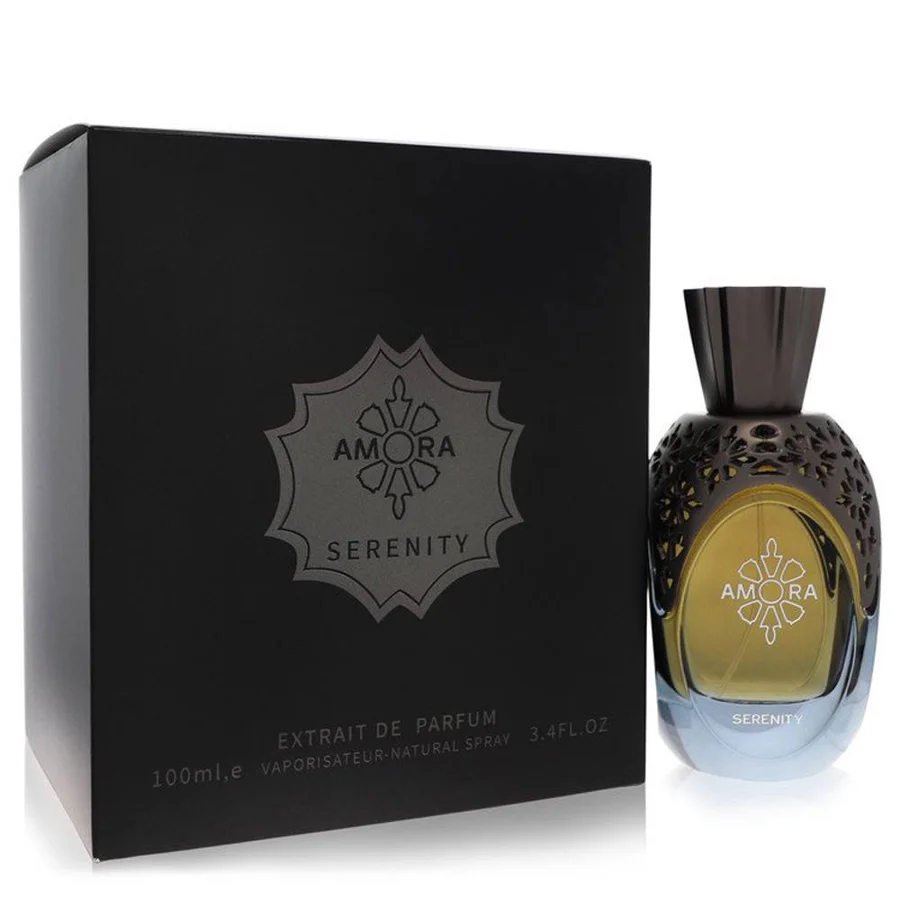 AMORA
SERENITY
EXTRAIT DE PARFUM
100ml,e VAPORISATEUR-NATURAL SPRAY 3.4FL.OZ
AMORA
SERENITY